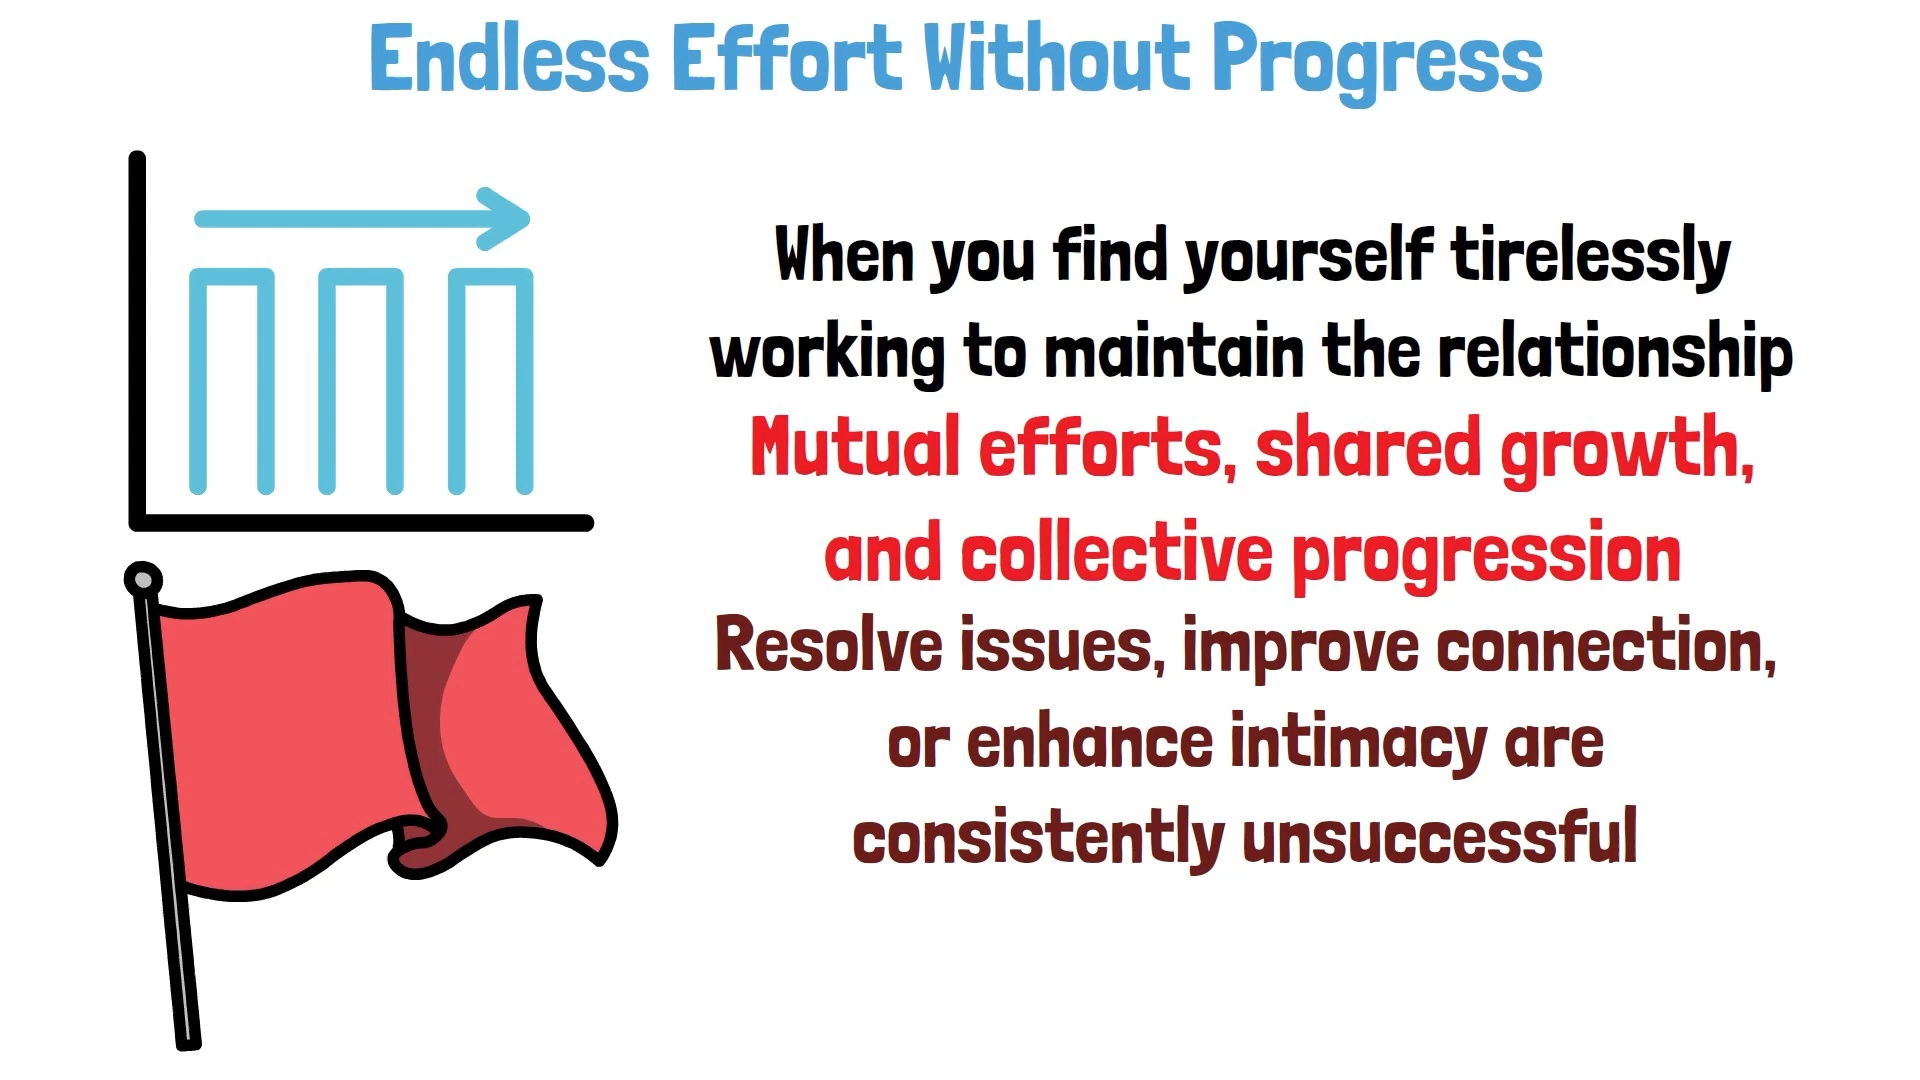 Endless Effort Without Progress
When you find yourself tirelessly
working to maintain the relationship
Mutual efforts, shared growth,
and collective progression
Resolve issues, improve connection,
or enhance intimacy are
consistently unsuccessful